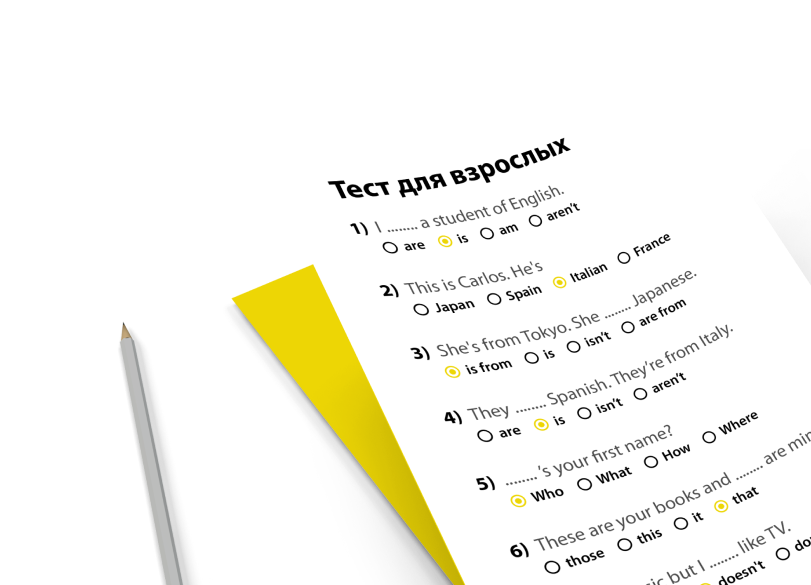 Тест для взрослых
1) I ........ a student of English.
are is am aren't
2) This is Carlos. He's
Japan Spain Italian France
3) She's from Tokyo. She ....... Japanese.
is from is isn't are from
4) They ........ Spanish. They're from Italy.
are is isn't aren't
5) ........ 's your first name?
Who What How Where
6) These are your books and ....... are
those this it that
but I ........ like TV.
doesn't